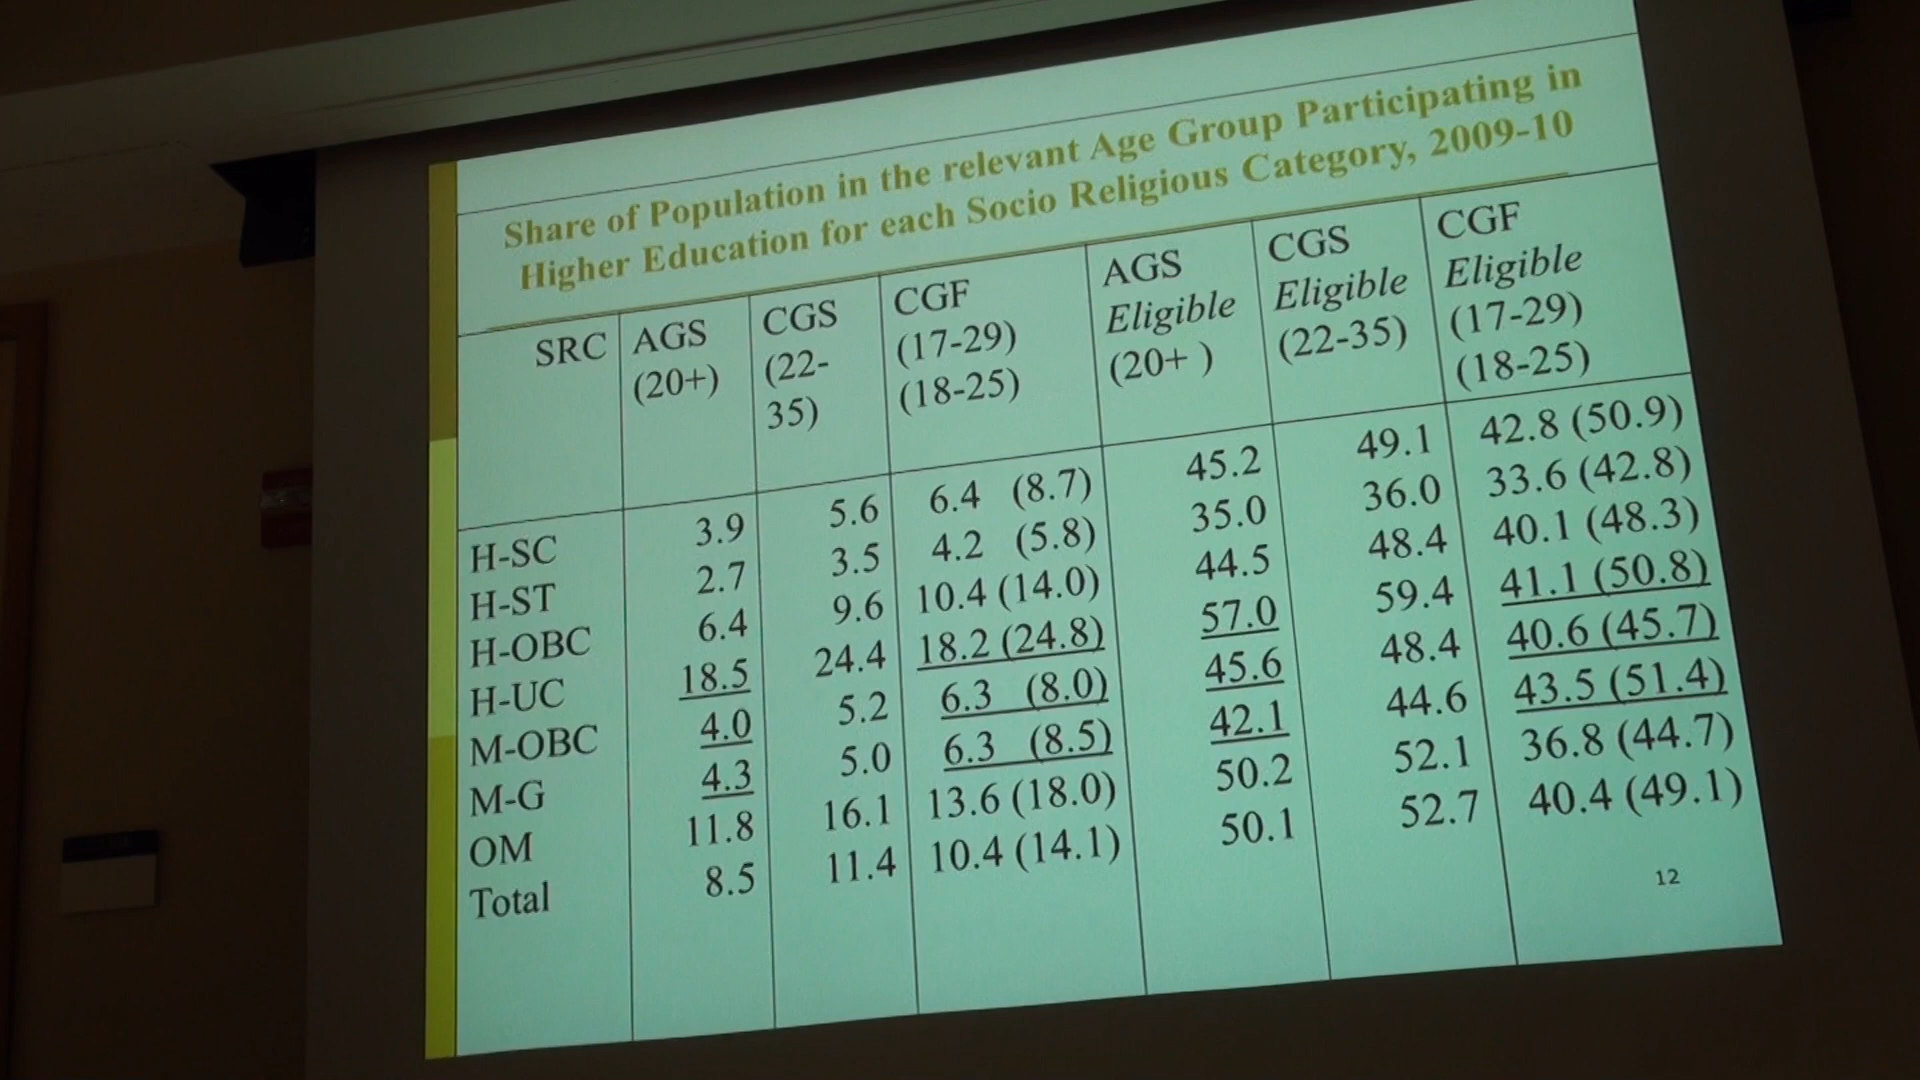 Share of Population in the relevant Age Group Participating in
Higher Education for each Socio Religious Category, 2009-10
SRC AGS (20+) CGS (22-35) CGF (17-29) (18-25) AGS Eligible (20+ ) CGS Eligible (22-35) CGF Eligible (17-29) (18-25)
H-SC 3.9 5.6 6.4 (8.7) 45.2 49.1 42.8 (50.9)
H-ST 2.7 3.5 4.2 (5.8) 35.0 36.0 33.6 (42.8)
H-OBC 6.4 9.6 10.4 (14.0) 44.5 48.4 40.1 (48.3)
H-UC 18.5 24.4 18.2 (24.8) 57.0 59.4 41.1 (50.8)
M-OBC 4.0 5.2 6.3 (8.0) 45.6 48.4 40.6 (45.7)
M-G 4.3 5.0 6.3 (8.5) 42.1 44.6 43.5 (51.4)
OM 11.8 16.1 13.6 (18.0) 50.2 52.1 36.8 (44.7)
Total 8.5 11.4 10.4 (14.1) 50.1 52.7 40.4 (49.1)
12